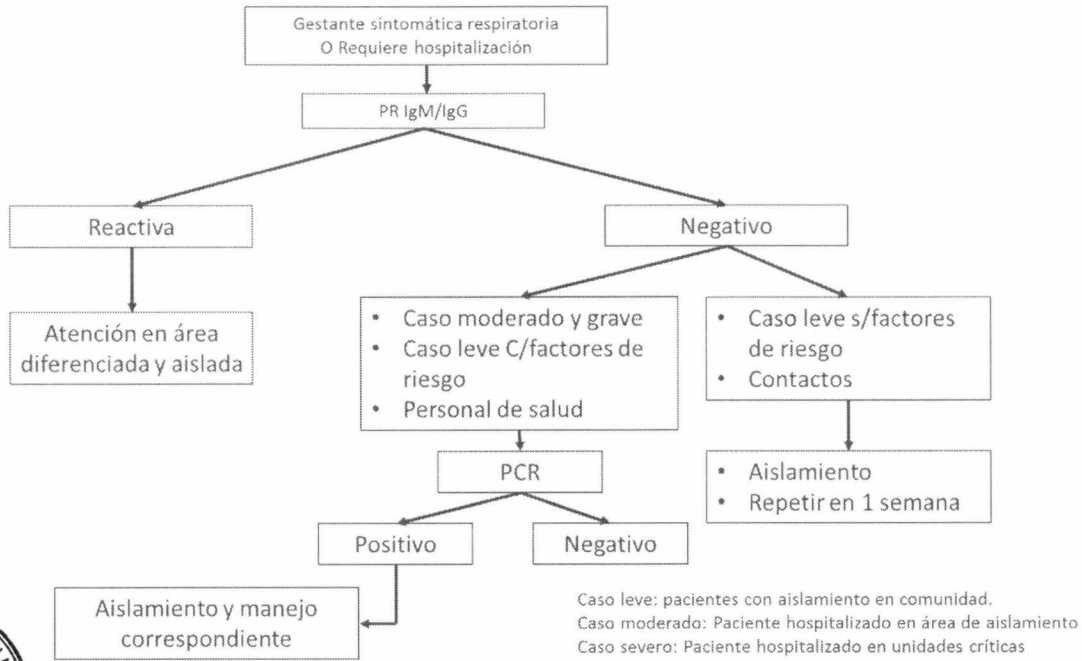 Gestante sintomática respiratoria
O Requiere hospitalización
PR IgM/IgG
Reactiva
Negativo
Atención en área
diferenciada y aislada
• Caso moderado y grave
• Caso leve C/factores de
riesgo
• Personal de salud
• Caso leve s/factores
de riesgo
• Contactos
PCR
• Aislamiento
• Repetir en 1 semana
Positivo
Negativo
Aislamiento y manejo
correspondiente
Caso leve: pacientes con aislamiento en comunidad.
Caso moderado: Paciente hospitalizado en área de aislamiento
Caso severo: Paciente hospitalizado en unidades críticas